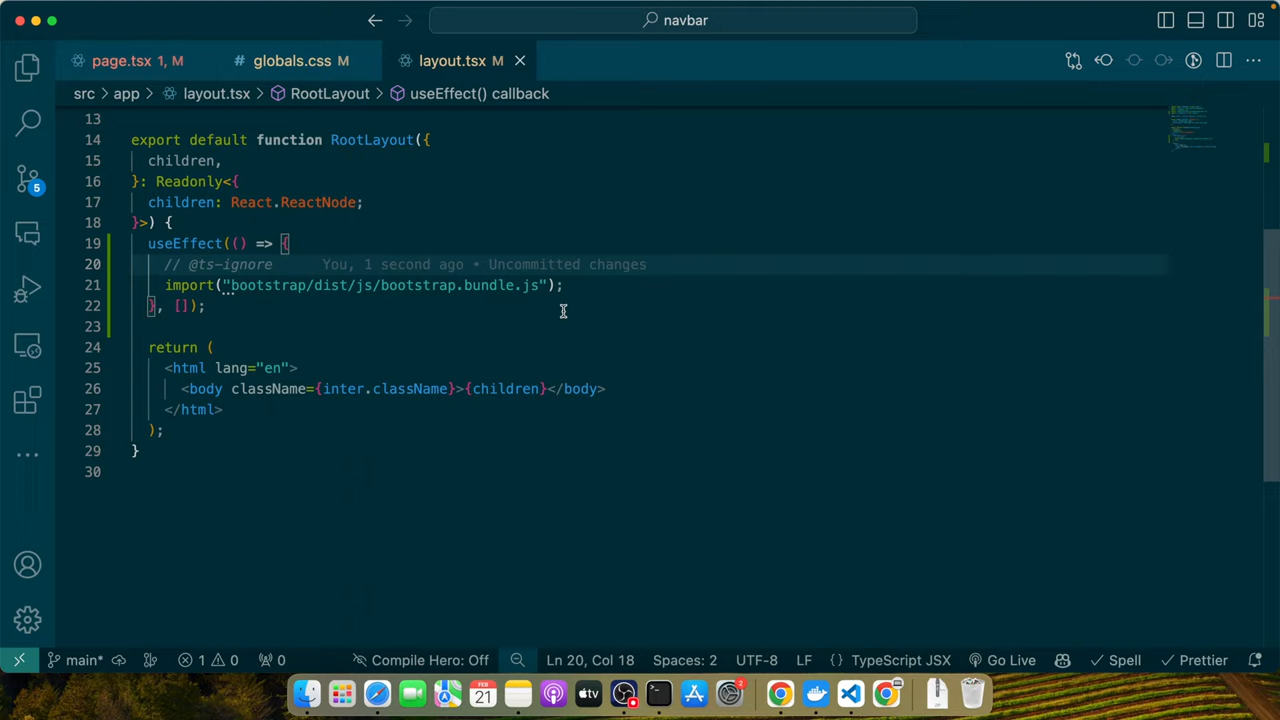 navbar
page.tsx 1, M
# globals.css M
layout.tsx M
src > app > layout.tsx > RootLayout > useEffect() callback
13
14 export default function RootLayout({
15 children,
16 }: Readonly<{
17 children: React.ReactNode;
18 }>) {
19 useEffect(() => {
20 // @ts-ignore You, 1 second ago • Uncommitted changes
21 import("bootstrap/dist/js/bootstrap.bundle.js");
22 }, []);
23
24 return (
25 <html lang="en">
26 <body className={inter.className}>{children}</body>
27 </html>
28 );
29 }
30
5
main* 1 0 0 Compile Hero: Off Ln 20, Col 18 Spaces: 2 UTF-8 LF {} TypeScript JSX Go Live Spell Prettier
FEB
21
tv
2